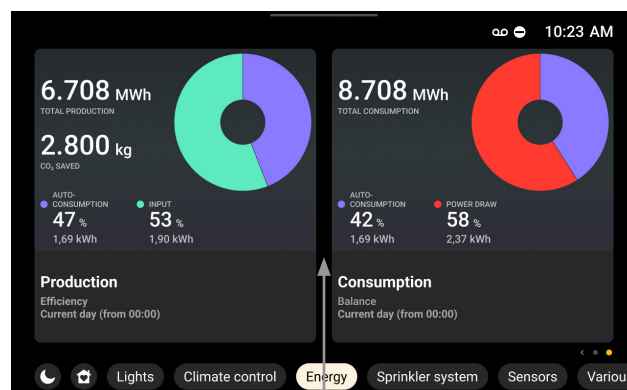 10:23 AM
6.708 MWh
TOTAL PRODUCTION
2.800 kg
CO₂ SAVED
AUTO-
CONSUMPTION
47 %
1,69 kWh
INPUT
53 %
1,90 kWh
Production
Efficiency
Current day (from 00:00)
8.708 MWh
TOTAL CONSUMPTION
AUTO-
CONSUMPTION
42 %
1,69 kWh
POWER DRAW
58 %
2,37 kWh
Consumption
Balance
Current day (from 00:00)
Lights Climate control Energy Sprinkler system Sensors Variou